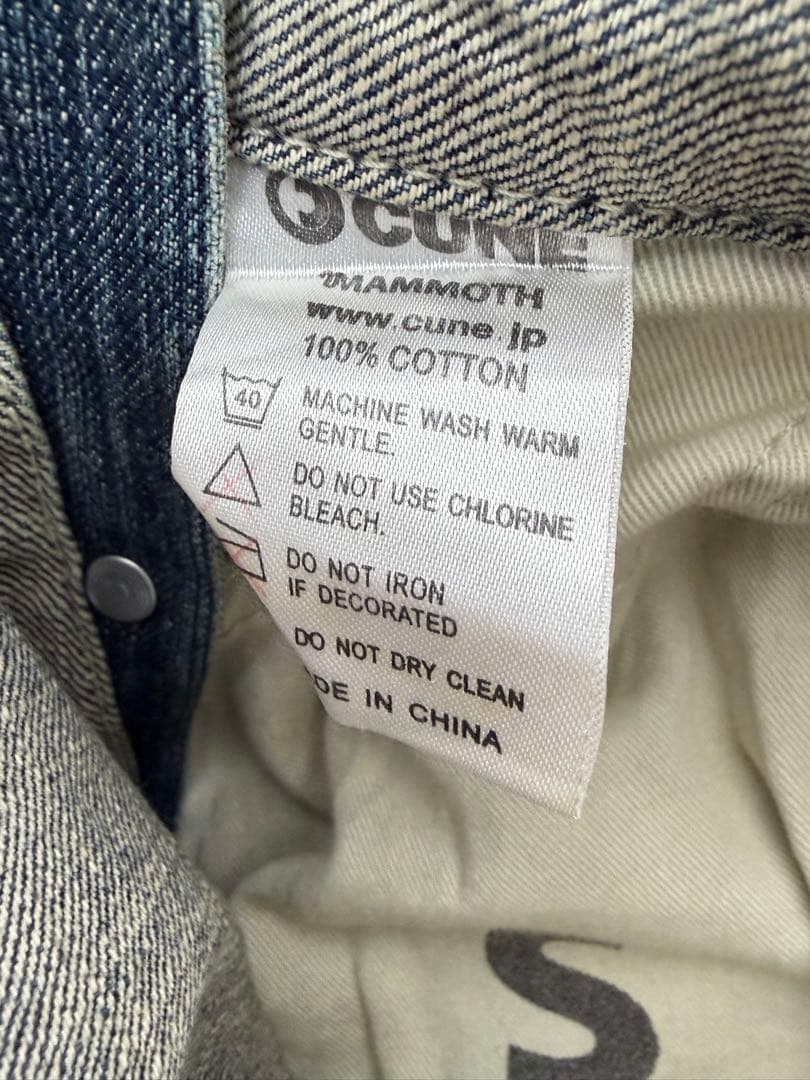 CUNE
MAMMOTH
www.cune.jp
100% COTTON
40
MACHINE WASH WARM
GENTLE.
DO NOT USE CHLORINE
BLEACH.
DO NOT IRON
IF DECORATED
DO NOT DRY CLEAN
DE IN CHINA
S